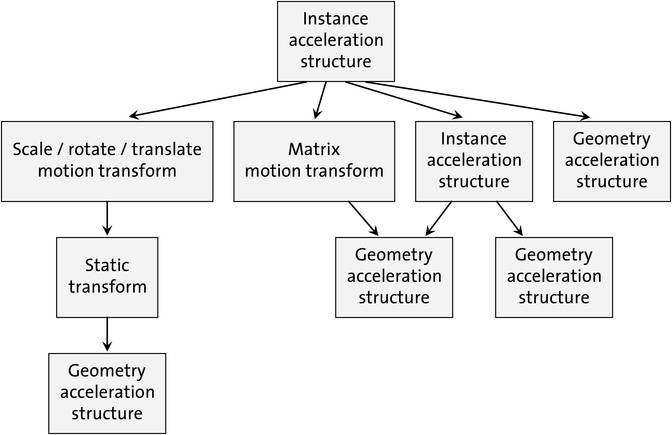 Instance
acceleration
structure
Scale / rotate / translate
motion transform
Matrix
motion transform
Instance
acceleration
structure
Geometry
acceleration
structure
Static
transform
Geometry
acceleration
structure
Geometry
acceleration
structure
Geometry
acceleration
structure